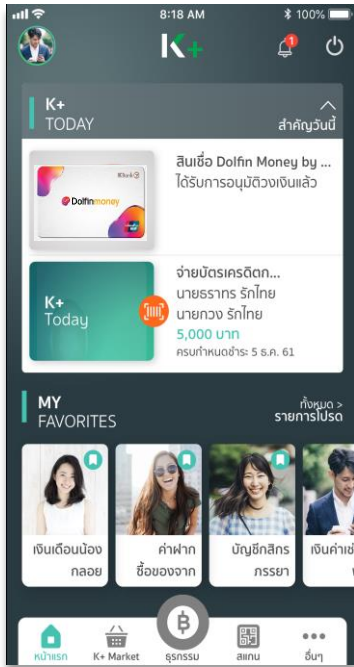 8:18 AM
100%
K+
1
K+
TODAY
สำคัญวันนี้
Dolfinmoney
สินเชื่อ Dolfin Money by ...
ได้รับการอนุมัติวงเงินแล้ว
K+
Today
จ่ายบัตรเครดิตก...
นายธราทร รักไทย
นายกวง รักไทย
5,000 บาท
ครบกำหนดชำระ: 5 ธ.ค. 61
MY
FAVORITES
ทั้งหมด >
รายการโปรด
เงินเดือนน้อง
กลอย
ค่าฝาก
ซื้อของจาก
บัญชีกสิกร
ภรรยา
เงินค่าเช่
หน้าแรก
K+ Market
ธุรกรรม
สแกน
อื่นๆ